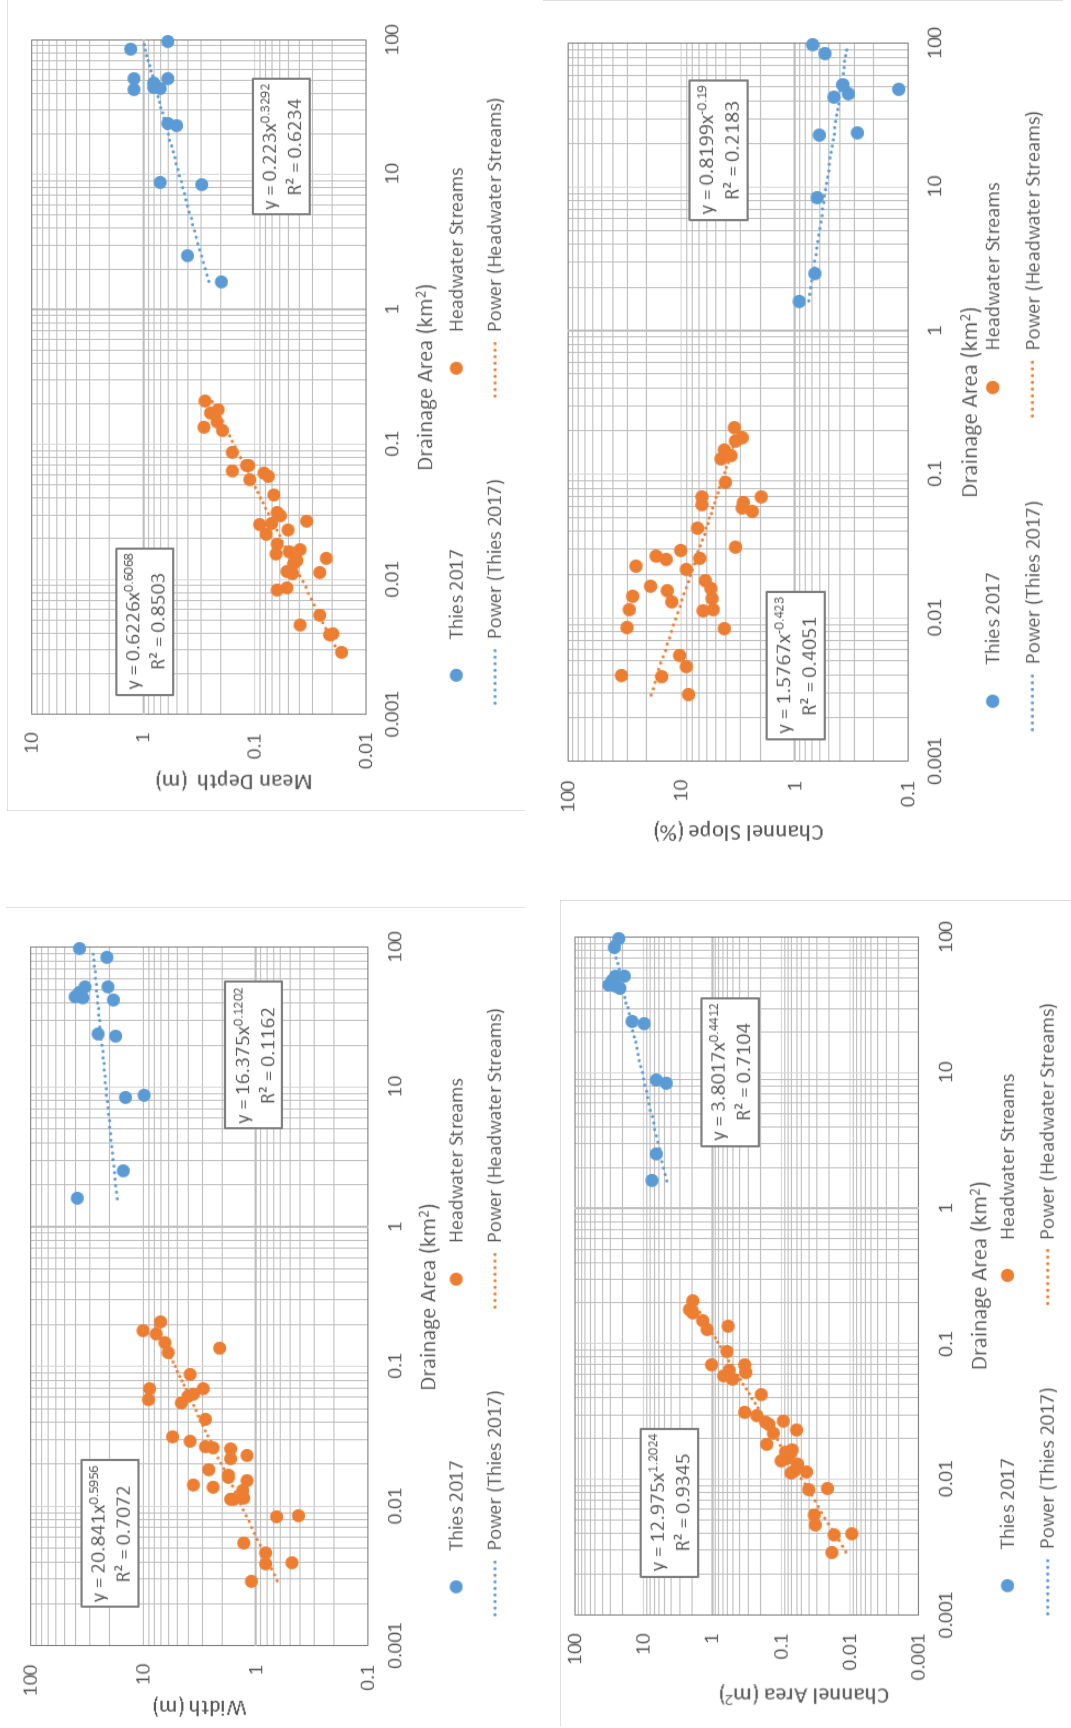 100
10
1
0.1
Width (m)
y = 20.841x^0.5956
R² = 0.7072
y = 16.375x^0.1202
R² = 0.1162
0.001
0.01
0.1
1
10
100
Drainage Area (km²)
Thies 2017
Headwater Streams
Power (Thies 2017)
Power (Headwater Streams)
10
1
0.1
0.01
Mean Depth (m)
y = 0.6226x^0.6068
R² = 0.8503
y = 0.223x^0.3292
R² = 0.6234
0.001
0.01
0.1
1
10
100
Drainage Area (km²)
Thies 2017
Headwater Streams
Power (Thies 2017)
Power (Headwater Streams)
100
10
1
0.1
0.01
0.001
Channel Area (m²)
y = 12.975x^1.2024
R² = 0.9345
y = 3.8017x^0.4412
R² = 0.7104
0.001
0.01
0.1
1
10
100
Drainage Area (km²)
Thies 2017
Headwater Streams
Power (Thies 2017)
Power (Headwater Streams)
100
10
1
0.1
Channel Slope (%)
y = 1.5767x^-0.423
R² = 0.4051
y = 0.8199x^-0.19
R² = 0.2183
0.001
0.01
0.1
1
10
100
Drainage Area (km²)
Thies 2017
Headwater Streams
Power (Thies 2017)
Power (Headwater Streams)